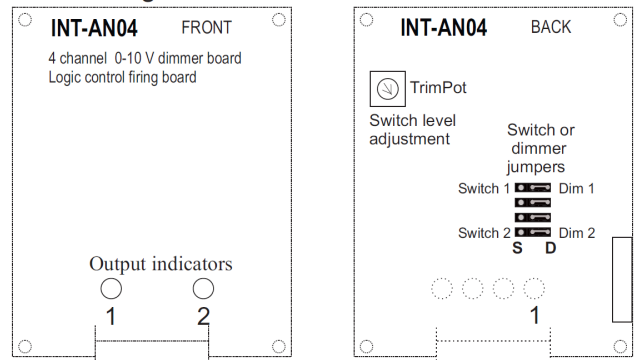 INT-AN04 FRONT
4 channel 0-10 V dimmer board
Logic control firing board
Output indicators
1 2
INT-AN04 BACK
TrimPot
Switch level
adjustment
Switch or
dimmer
jumpers
Switch 1 Dim 1
Switch 2 Dim 2
S D
1